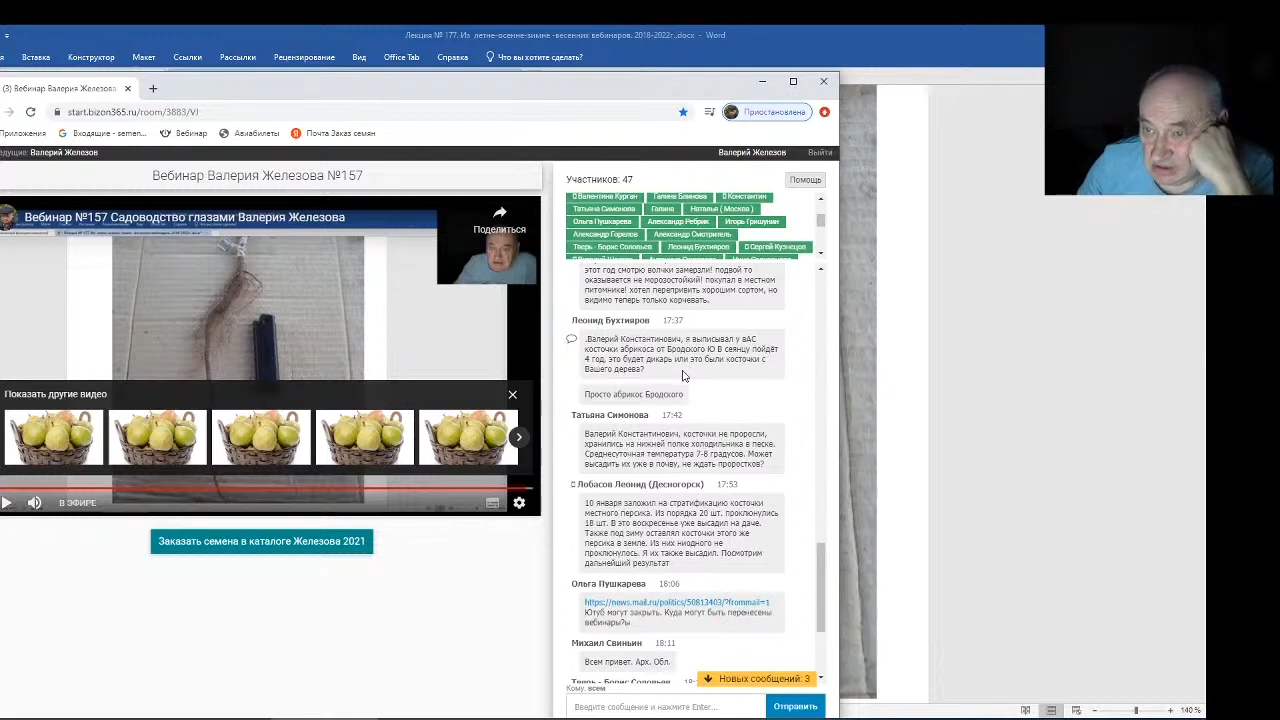 Лекция № 177. Из летне-осенне-зимне -весенних вебинаров. 2018-2022г..docx - Word
Вставка Конструктор Макет Ссылки Рассылки Рецензирование Вид Office Tab Справка Что вы хотите сделать?
(3) Вебинар Валерия Железова
start.bizon365.ru/room/3883/VJ
Приостановлена
Приложения Входящие - semen... Вебинар Авиабилеты Почта Заказ семян
едущие: Валерий Железов
Валерий Железов Выйти
Вебинар Валерия Железова №157
Участников: 47
Помощь
Валентина Курган Галина Блинова Константин
Татьяна Симонова Галина Наталья ( Москва )
Ольга Пушкарева Александр Ребрик Игорь Гришунин
Александр Горелов Александр Смотритель
Тверь - Борис Соловьев Леонид Бухтияров Сергей Кузнецов
Вебинар №157 Садоводство глазами Валерия Железова
Поделиться
Показать другие видео
В ЭФИРЕ
Заказать семена в каталоге Железова 2021
этот год смотрю волчки замерзли! подвой то
оказывается не морозостойкий! покупал в местном
питомнике! хотел перепривить хорошим сортом, но
видимо теперь только корчевать.
Леонид Бухтияров 17:37
.Валерий Константинович, я выписывал у вАС
косточки абрикоса от Бродского Ю В сеянцу пойдёт
4 год, это будет дикарь или это были косточки с
Вашего дерева?
Просто абрикос Бродского
Татьяна Симонова 17:42
Валерий Константинович, косточки не проросли,
хранились на нижней полке холодильника в песке.
Среднесуточная температура 7-8 градусов. Может
высадить их уже в почву, не ждать проростков?
Лобасов Леонид (Десногорск) 17:53
10 января заложил на стратификацию косточки
местного персика. Из порядка 20 шт. проклюнулись
18 шт. В это воскресенье уже высадил на даче.
Также под зиму оставлял косточки этого же
персика в земле. Из них ниодного не
проклюнулось. Я их также высадил. Посмотрим
дальнейший результат
Ольга Пушкарева 18:06
https://news.mail.ru/politics/50813403/?frommail=1
Ютуб могут закрыть. Куда могут быть перенесены
вебинары?ы
Михаил Свиньин 18:11
Всем привет. Арх. Обл.
Тверь - Борис Соловьев
Новых сообщений: 3
Кому: всем
Введите сообщение и нажмите Enter...
Отправить
140 %